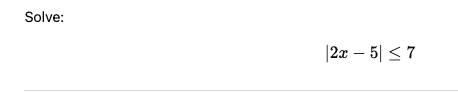 Solve:
|2x − 5| ≤ 7